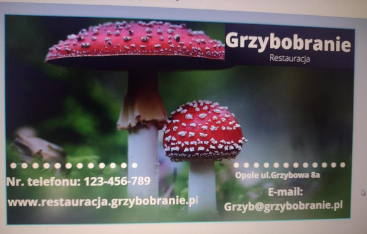 Grzybobranie
Restauracja
Nr. telefonu: 123-456-789
www.restauracja.grzybobranie.pl
Opole ul.Grzybowa 8a
E-mail:
Grzyb@grzybobranie.pl